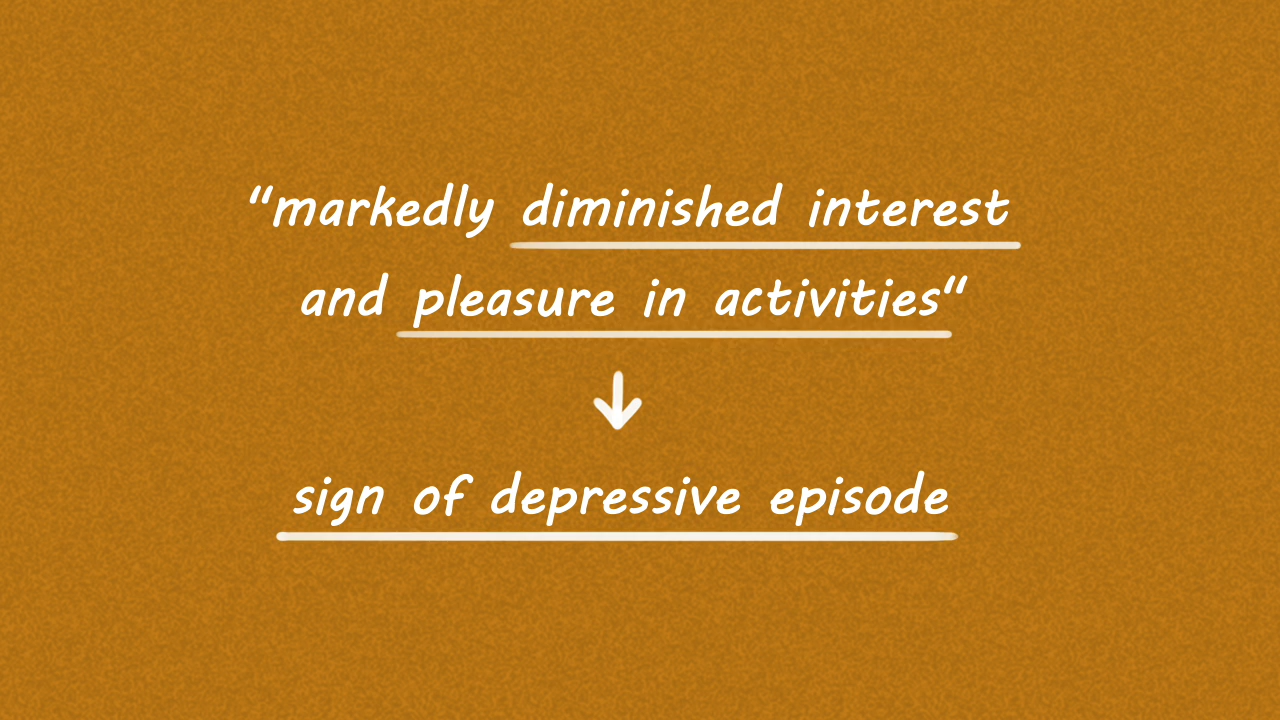 “markedly diminished interest
and pleasure in activities“
sign of depressive episode